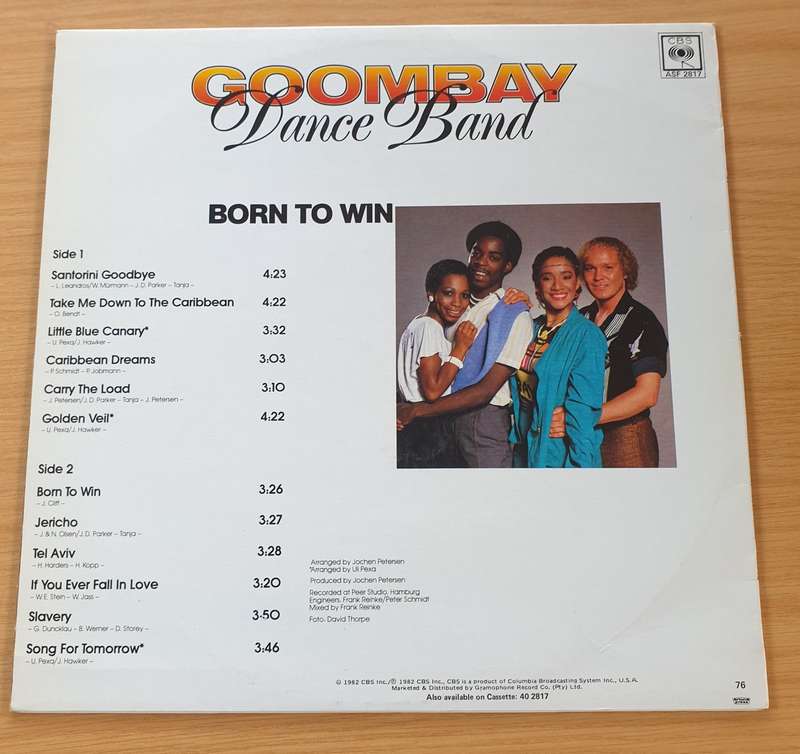 CBS
ASF 2817
GOOMBAY
Dance Band
BORN TO WIN
Side 1
Santorini Goodbye 4:23
– L. Leandros/W. Mürmann – J. D. Parker – Tanja –
Take Me Down To The Caribbean 4:22
– O. Bendt –
Little Blue Canary* 3:32
– U. Pexa/J. Hawker –
Caribbean Dreams 3:03
– P. Schmidt – P. Jobmann –
Carry The Load 3:10
– J. Petersen/J. D. Parker – Tanja – J. Petersen –
Golden Veil* 4:22
– U. Pexa/J. Hawker –
Side 2
Born To Win 3:26
– J. Cliff –
Jericho 3:27
– J. & N. Olsen/J. D. Parker – Tanja –
Tel Aviv 3:28
– H. Harders – H. Kopp –
If You Ever Fall In Love 3:20
– W. E. Stein – W. Jass –
Slavery 3:50
– G. Duncklau – B. Werner – D. Storey –
Song For Tomorrow* 3:46
– U. Pexa/J. Hawker –
Arranged by Jochen Petersen
*Arranged by Uli Pexa
Produced by Jochen Petersen
Recorded at Peer Studio, Hamburg
Engineers, Frank Reinke/Peter Schmidt
Mixed by Frank Reinke
Foto. David Thorpe
© 1982 CBS Inc./℗ 1982 CBS Inc., CBS is a product of Columbia Broadcasting System Inc., U.S.A.
Marketed & Distributed by Gramophone Record Co. (Pty) Ltd.
Also available on Cassette: 40 2817
76